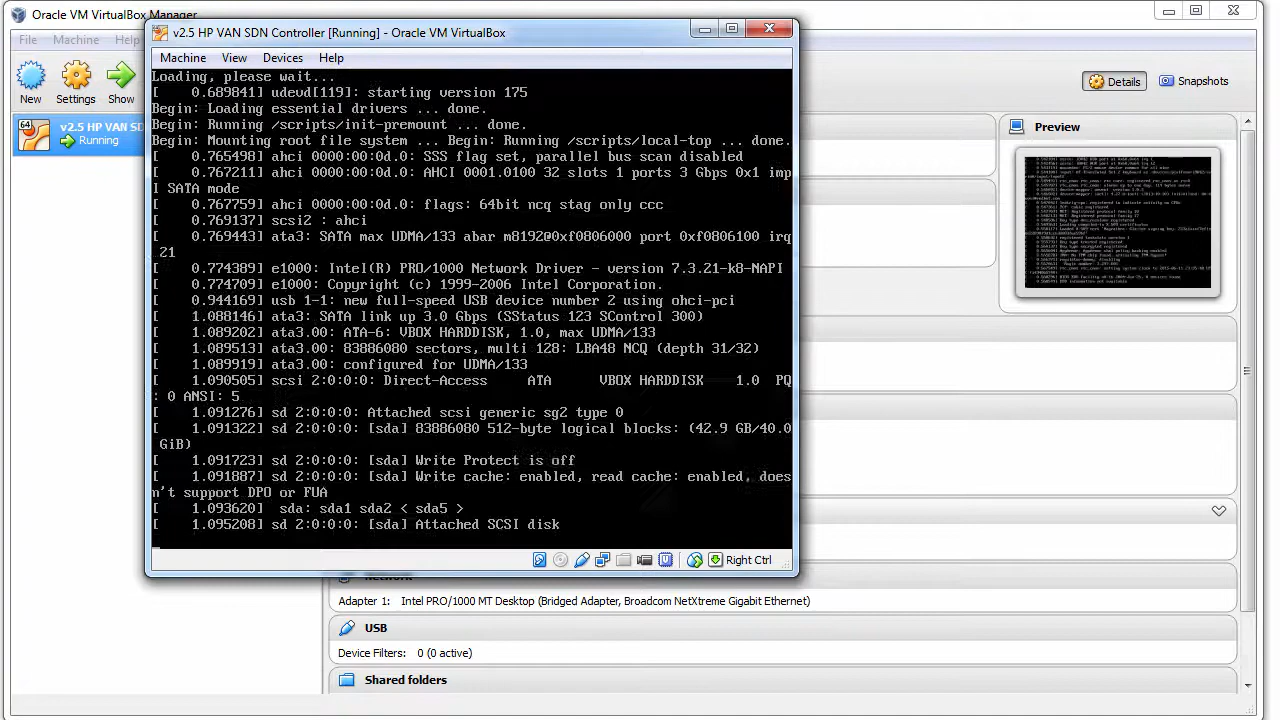 Oracle VM VirtualBox Manager
File Machine Help
New Settings Show
Details Snapshots
v2.5 HP VAN SD
Running
v2.5 HP VAN SDN Controller [Running] - Oracle VM VirtualBox
Machine View Devices Help
Loading, please wait...
[    0.689841] udevd[119]: starting version 175
Begin: Loading essential drivers ... done.
Begin: Running /scripts/init-premount ... done.
Begin: Mounting root file system ... Begin: Running /scripts/local-top ... done.
[    0.765498] ahci 0000:00:0d.0: SSS flag set, parallel bus scan disabled
[    0.767211] ahci 0000:00:0d.0: AHCI 0001.0100 32 slots 1 ports 3 Gbps 0x1 imp
l SATA mode
[    0.767759] ahci 0000:00:0d.0: flags: 64bit ncq stag only ccc
[    0.769137] scsi2 : ahci
[    0.769443] ata3: SATA max UDMA/133 abar m8192@0xf0806000 port 0xf0806100 irq
21
[    0.774389] e1000: Intel(R) PRO/1000 Network Driver - version 7.3.21-k8-NAPI
[    0.774709] e1000: Copyright (c) 1999-2006 Intel Corporation.
[    0.944169] usb 1-1: new full-speed USB device number 2 using ohci-pci
[    1.088146] ata3: SATA link up 3.0 Gbps (SStatus 123 SControl 300)
[    1.089202] ata3.00: ATA-6: VBOX HARDDISK, 1.0, max UDMA/133
[    1.089513] ata3.00: 83886080 sectors, multi 128: LBA48 NCQ (depth 31/32)
[    1.089919] ata3.00: configured for UDMA/133
[    1.090505] scsi 2:0:0:0: Direct-Access     ATA      VBOX HARDDISK    1.0  PQ
: 0 ANSI: 5
[    1.091276] sd 2:0:0:0: Attached scsi generic sg2 type 0
[    1.091322] sd 2:0:0:0: [sda] 83886080 512-byte logical blocks: (42.9 GB/40.0
GiB)
[    1.091723] sd 2:0:0:0: [sda] Write Protect is off
[    1.091887] sd 2:0:0:0: [sda] Write cache: enabled, read cache: enabled, does
n't support DPO or FUA
[    1.093620]  sda: sda1 sda2 < sda5 >
[    1.095208] sd 2:0:0:0: [sda] Attached SCSI disk
Right Ctrl
Preview
Network
Adapter 1: Intel PRO/1000 MT Desktop (Bridged Adapter, Broadcom NetXtreme Gigabit Ethernet)
USB
Device Filters: 0 (0 active)
Shared folders